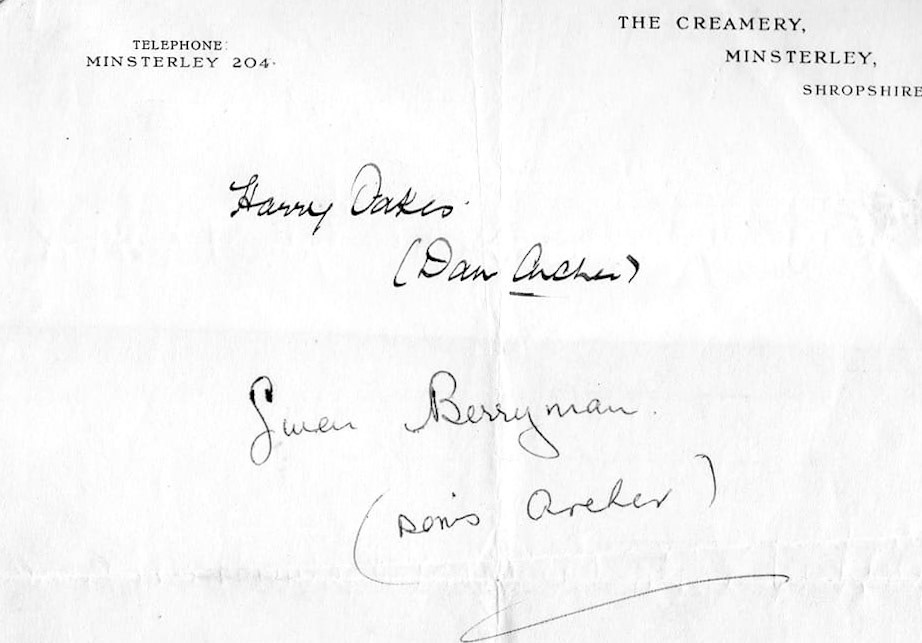 THE CREAMERY,
TELEPHONE:
MINSTERLEY 204.
MINSTERLEY,
SHROPSHIRE
Harry Oakes.
(Dan Archer)
Gwen Berryman.
(Doris Archer)